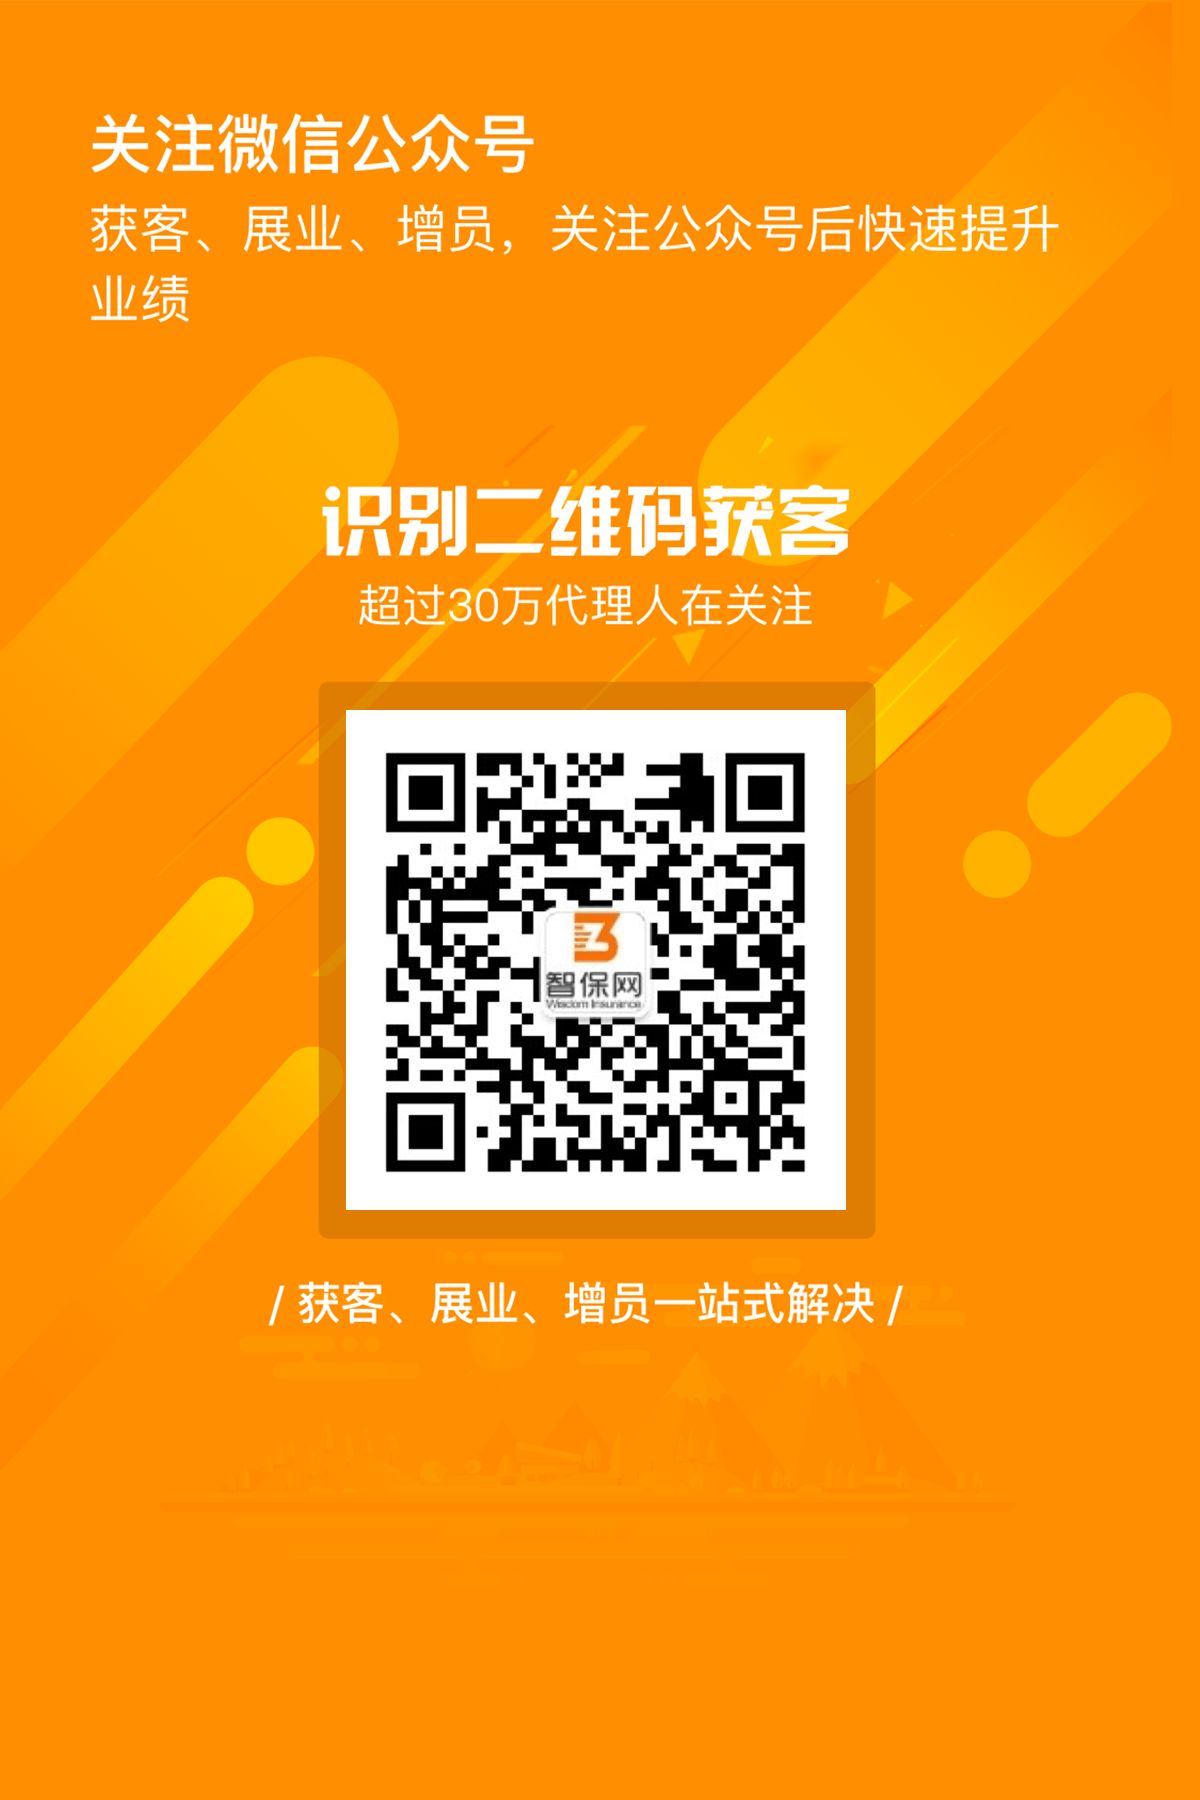 关注微信公众号
获客、展业、增员，关注公众号后快速提升
业绩
识别二维码获客
超过30万代理人在关注
智保网
Wisdom Insurance
/ 获客、展业、增员一站式解决 /